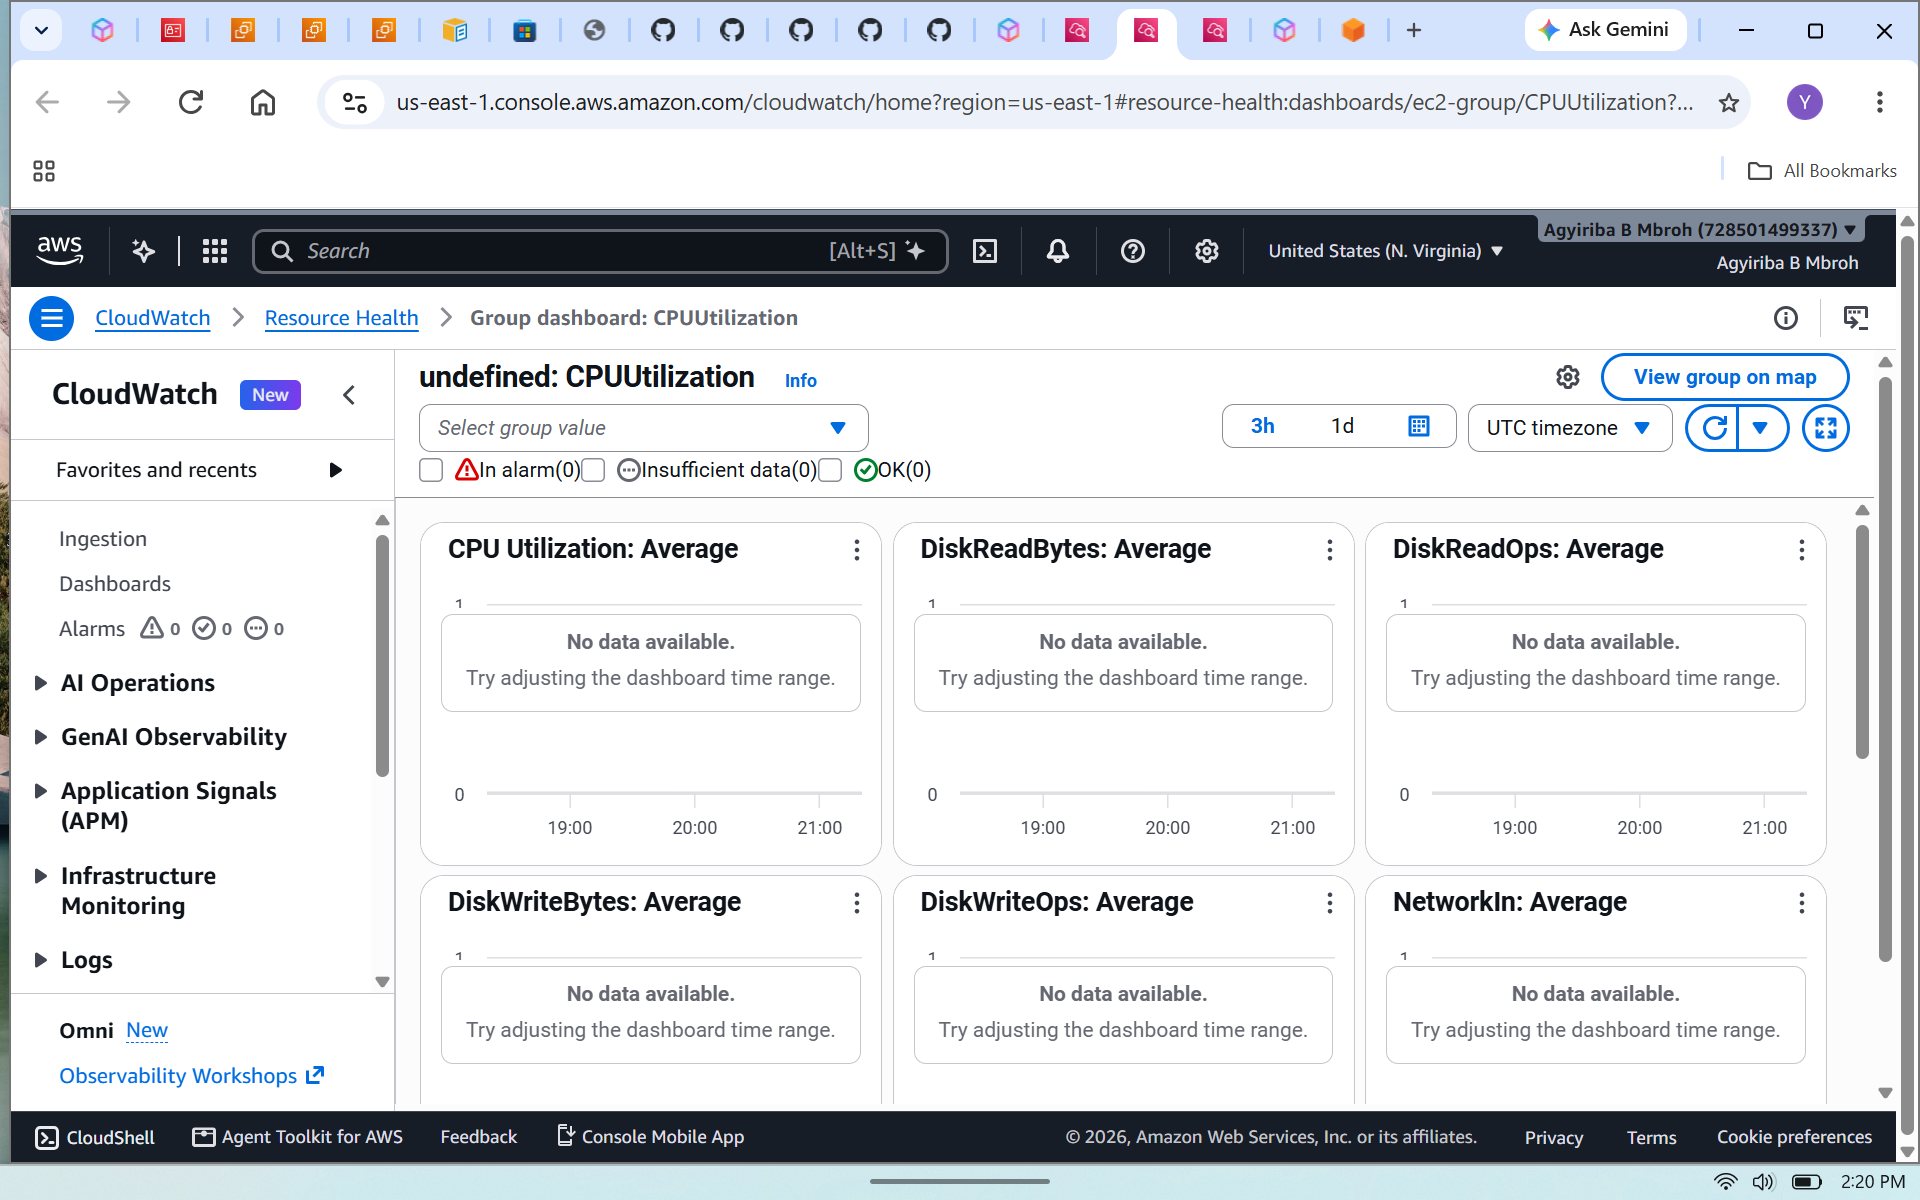 Ask Gemini
us-east-1.console.aws.amazon.com/cloudwatch/home?region=us-east-1#resource-health:dashboards/ec2-group/CPUUtilization?...
Y
All Bookmarks
aws
Search
[Alt+S]
United States (N. Virginia)
Agyiriba B Mbroh (728501499337)
Agyiriba B Mbroh
CloudWatch
Resource Health
Group dashboard: CPUUtilization
CloudWatch
New
Favorites and recents
Ingestion
Dashboards
Alarms 0 0 0
AI Operations
GenAI Observability
Application Signals
(APM)
Infrastructure
Monitoring
Logs
Omni New
Observability Workshops
undefined: CPUUtilization
Info
View group on map
Select group value
3h
1d
UTC timezone
In alarm(0)
Insufficient data(0)
OK(0)
CPU Utilization: Average
1
No data available.
Try adjusting the dashboard time range.
0
19:00 20:00 21:00
DiskReadBytes: Average
1
No data available.
Try adjusting the dashboard time range.
0
19:00 20:00 21:00
DiskReadOps: Average
1
No data available.
Try adjusting the dashboard time range.
0
19:00 20:00 21:00
DiskWriteBytes: Average
1
No data available.
Try adjusting the dashboard time range.
DiskWriteOps: Average
1
No data available.
Try adjusting the dashboard time range.
NetworkIn: Average
1
No data available.
Try adjusting the dashboard time range.
CloudShell
Agent Toolkit for AWS
Feedback
Console Mobile App
© 2026, Amazon Web Services, Inc. or its affiliates.
Privacy
Terms
Cookie preferences
2:20 PM